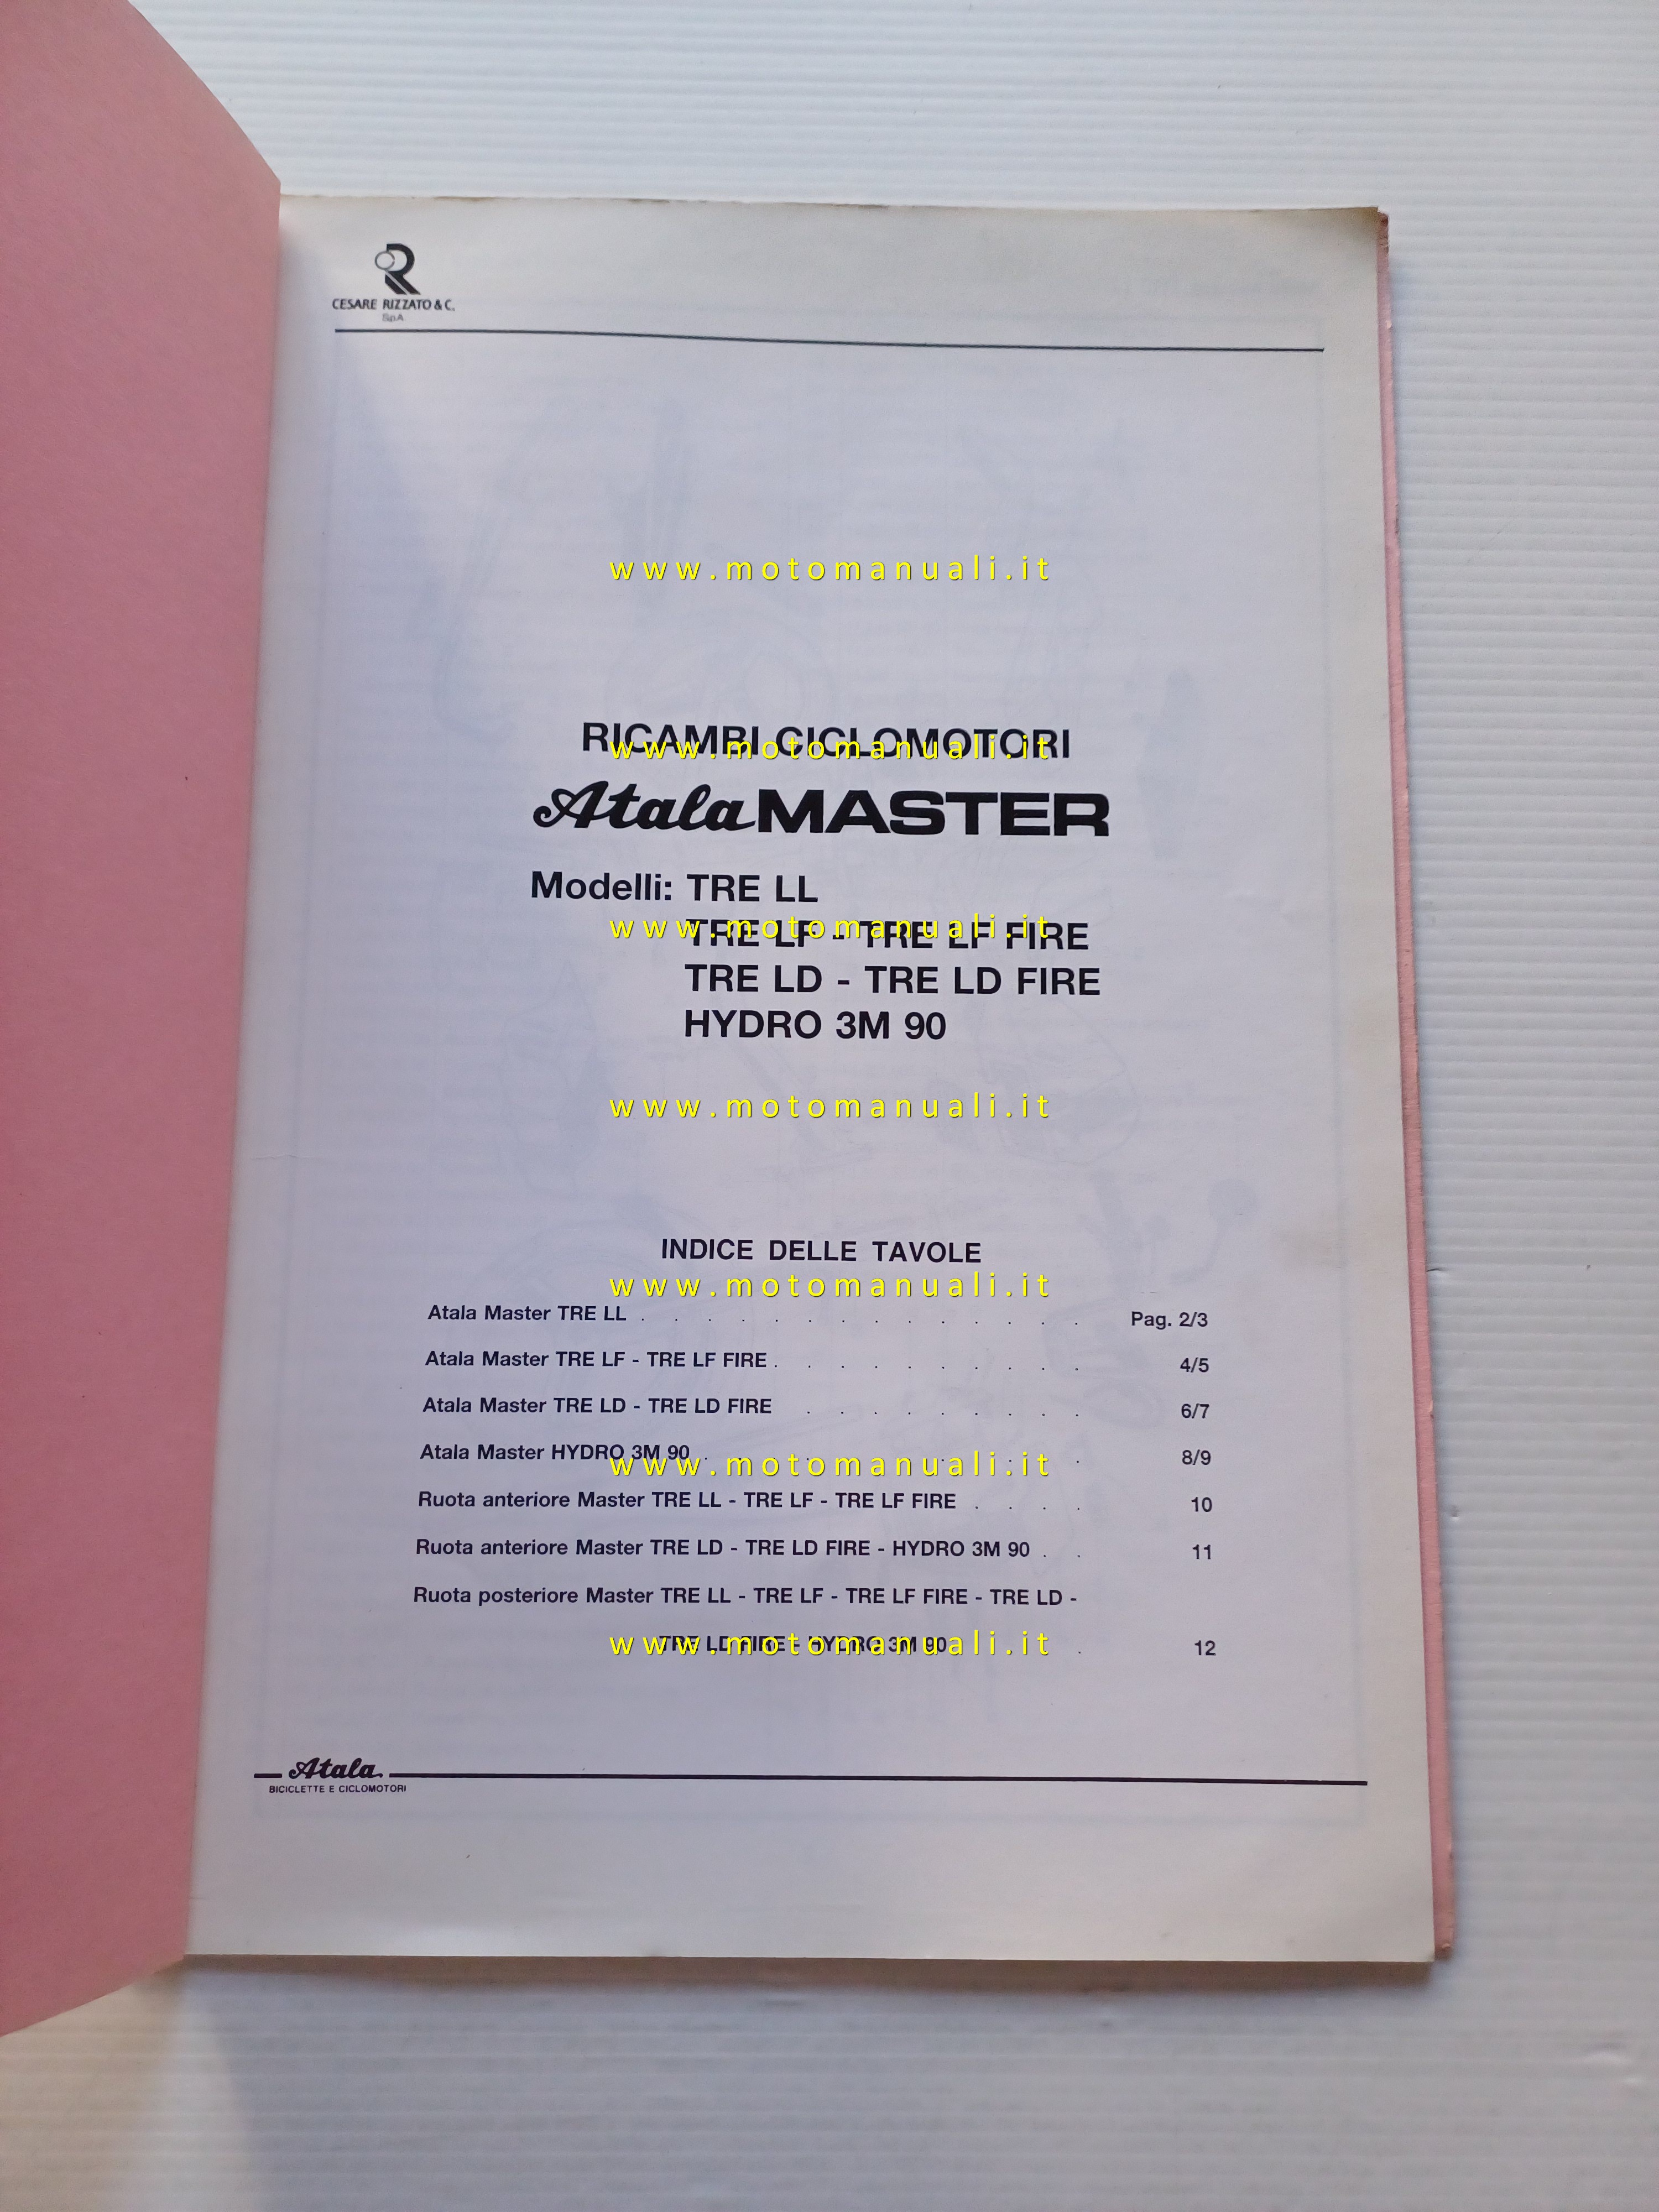 CESARE RIZZATO & C.
SpA
www.motomanuali.it
RICAMBI CICLOMOTORI
www.motomanuali.it
Atala MASTER
Modelli: TRE LL
TRE LF - TRE LF FIRE
www.motomanuali.it
TRE LD - TRE LD FIRE
HYDRO 3M 90
www.motomanuali.it
INDICE DELLE TAVOLE
www.motomanuali.it
Atala Master TRE LL . . . . . . . . . . . . . . Pag. 2/3
Atala Master TRE LF - TRE LF FIRE . . . . . . . . . . 4/5
Atala Master TRE LD - TRE LD FIRE . . . . . . . . . 6/7
Atala Master HYDRO 3M 90 . . . . . . 8/9
www.motomanuali.it
Ruota anteriore Master TRE LL - TRE LF - TRE LF FIRE . . . . 10
Ruota anteriore Master TRE LD - TRE LD FIRE - HYDRO 3M 90 . . 11
Ruota posteriore Master TRE LL - TRE LF - TRE LF FIRE - TRE LD -
TRE LD FIRE - HYDRO 3M 90 . 12
www.motomanuali.it
Atala
BICICLETTE E CICLOMOTORI